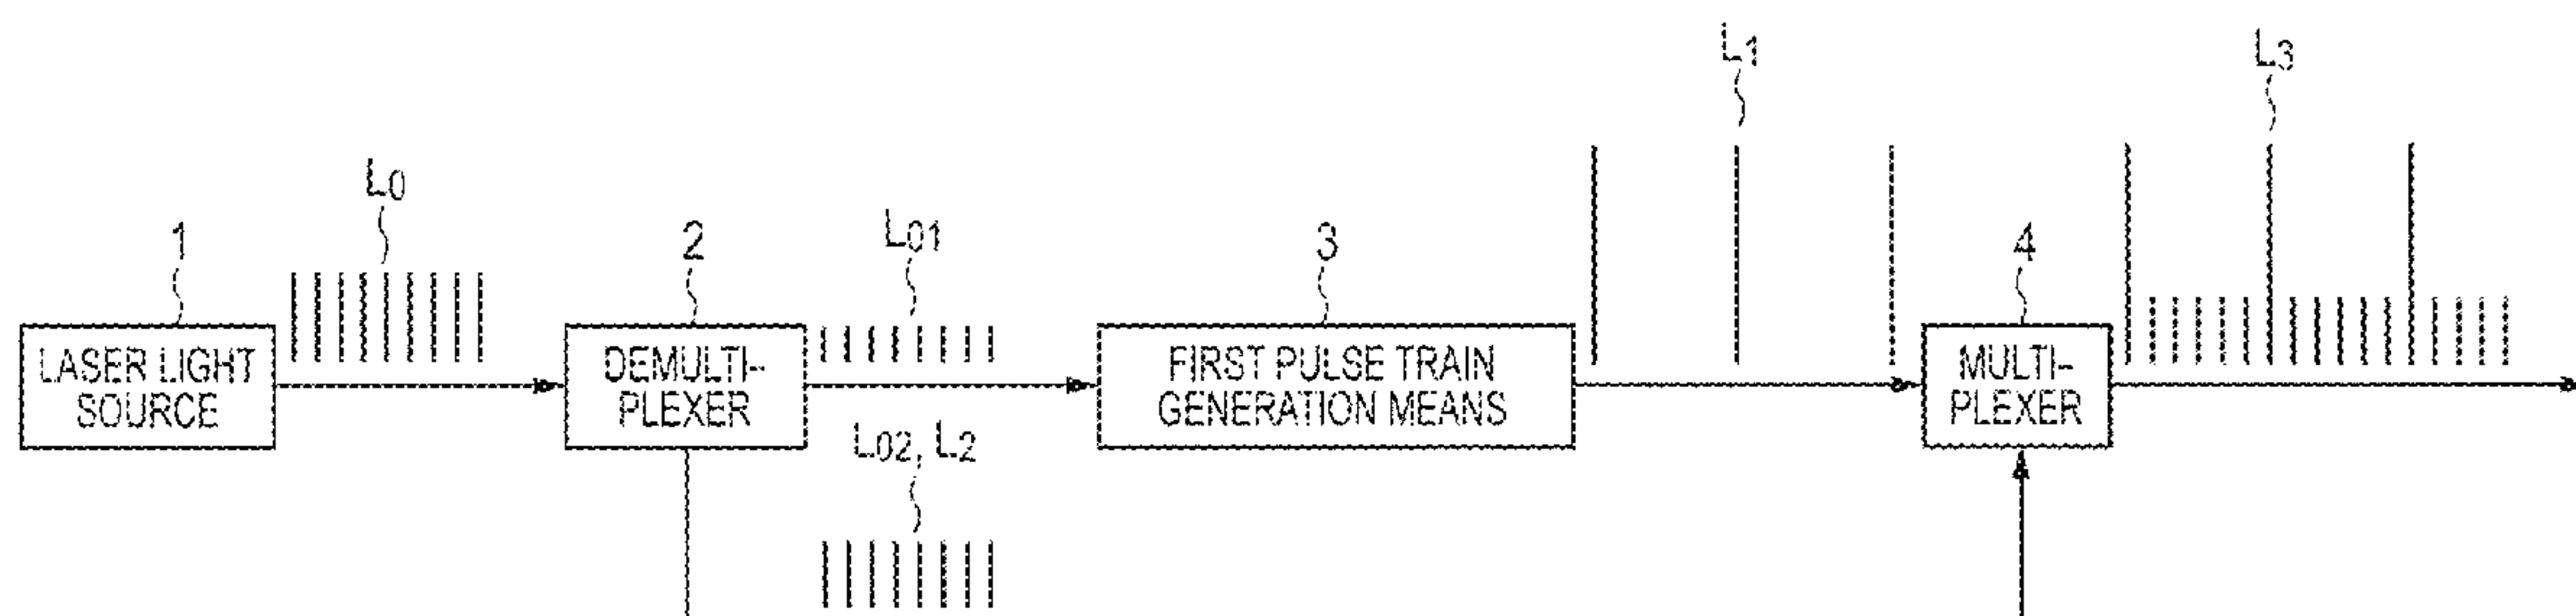 L1
L3
L0
1
2
L01
3
4
LASER LIGHT
SOURCE
DEMULTI-
PLEXER
FIRST PULSE TRAIN
GENERATION MEANS
MULTI-
PLEXER
L02, L2